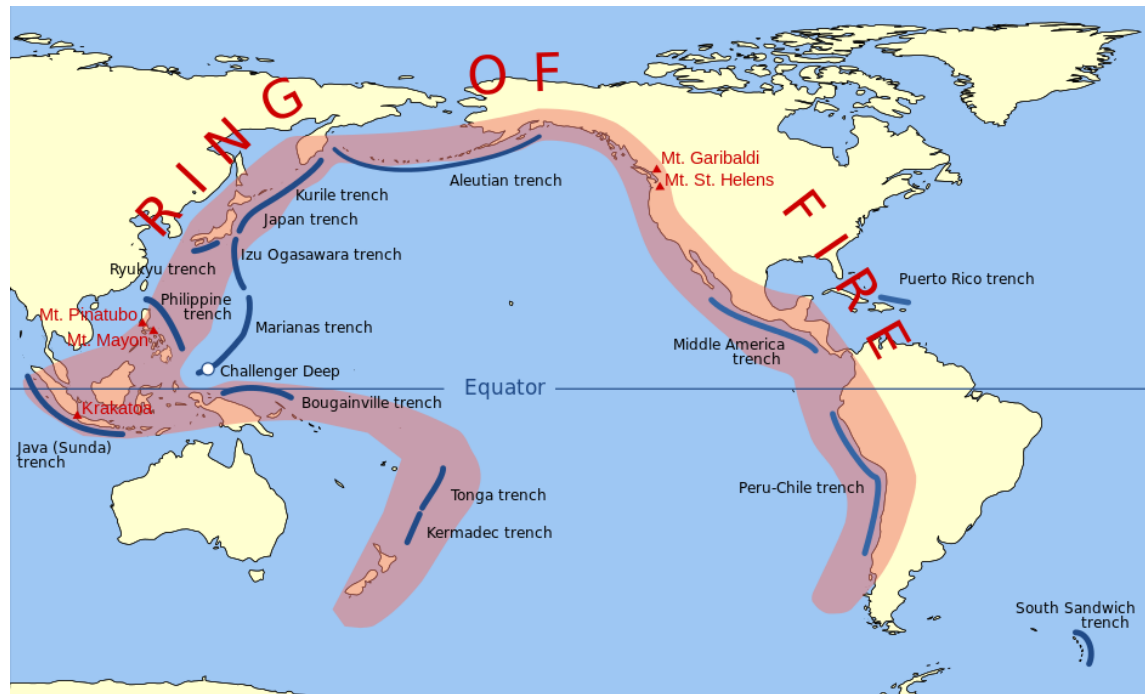 RING OF FIRE
Mt. Garibaldi
Mt. St. Helens
Aleutian trench
Kurile trench
Japan trench
Izu Ogasawara trench
Ryukyu trench
Philippine
trench
Puerto Rico trench
Mt. Pinatubo
Mt. Mayon
Marianas trench
Middle America
trench
Challenger Deep
Equator
Bougainville trench
Krakatoa
Java (Sunda)
trench
Peru-Chile trench
Tonga trench
Kermadec trench
South Sandwich
trench